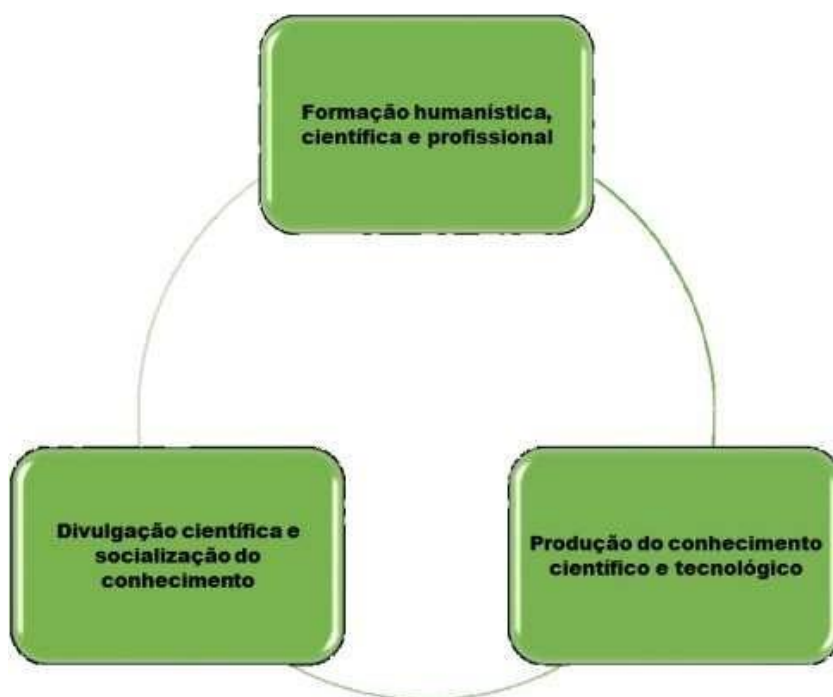 Formação humanística,
científica e profissional
Divulgação científica e
socialização do
conhecimento
Produção do conhecimento
científico e tecnológico